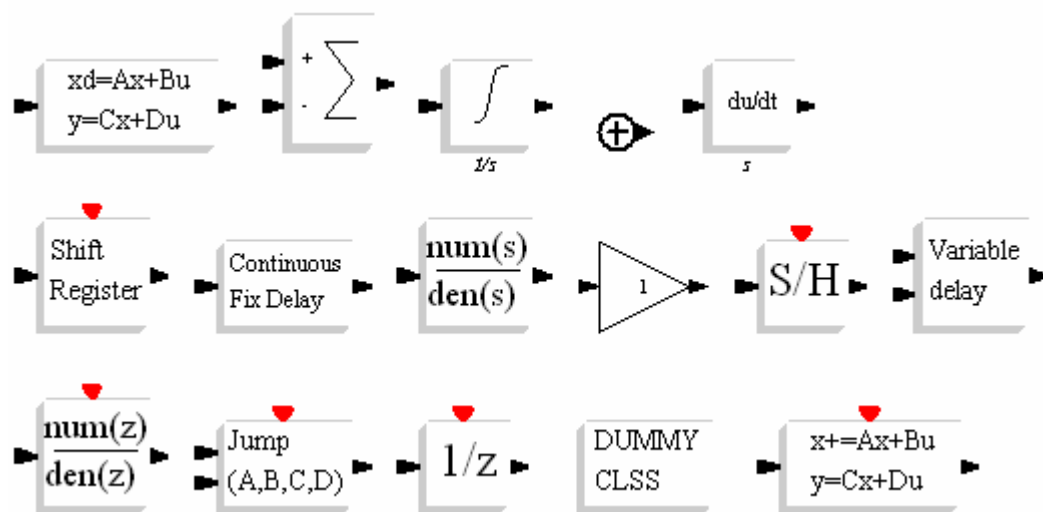 xd=Ax+Bu
y=Cx+Du
+
-
1/s
du/dt
s
Shift
Register
Continuous
Fix Delay
num(s)
den(s)
1
S/H
Variable
delay
num(z)
den(z)
Jump
(A,B,C,D)
1/z
DUMMY
CLSS
x+=Ax+Bu
y=Cx+Du